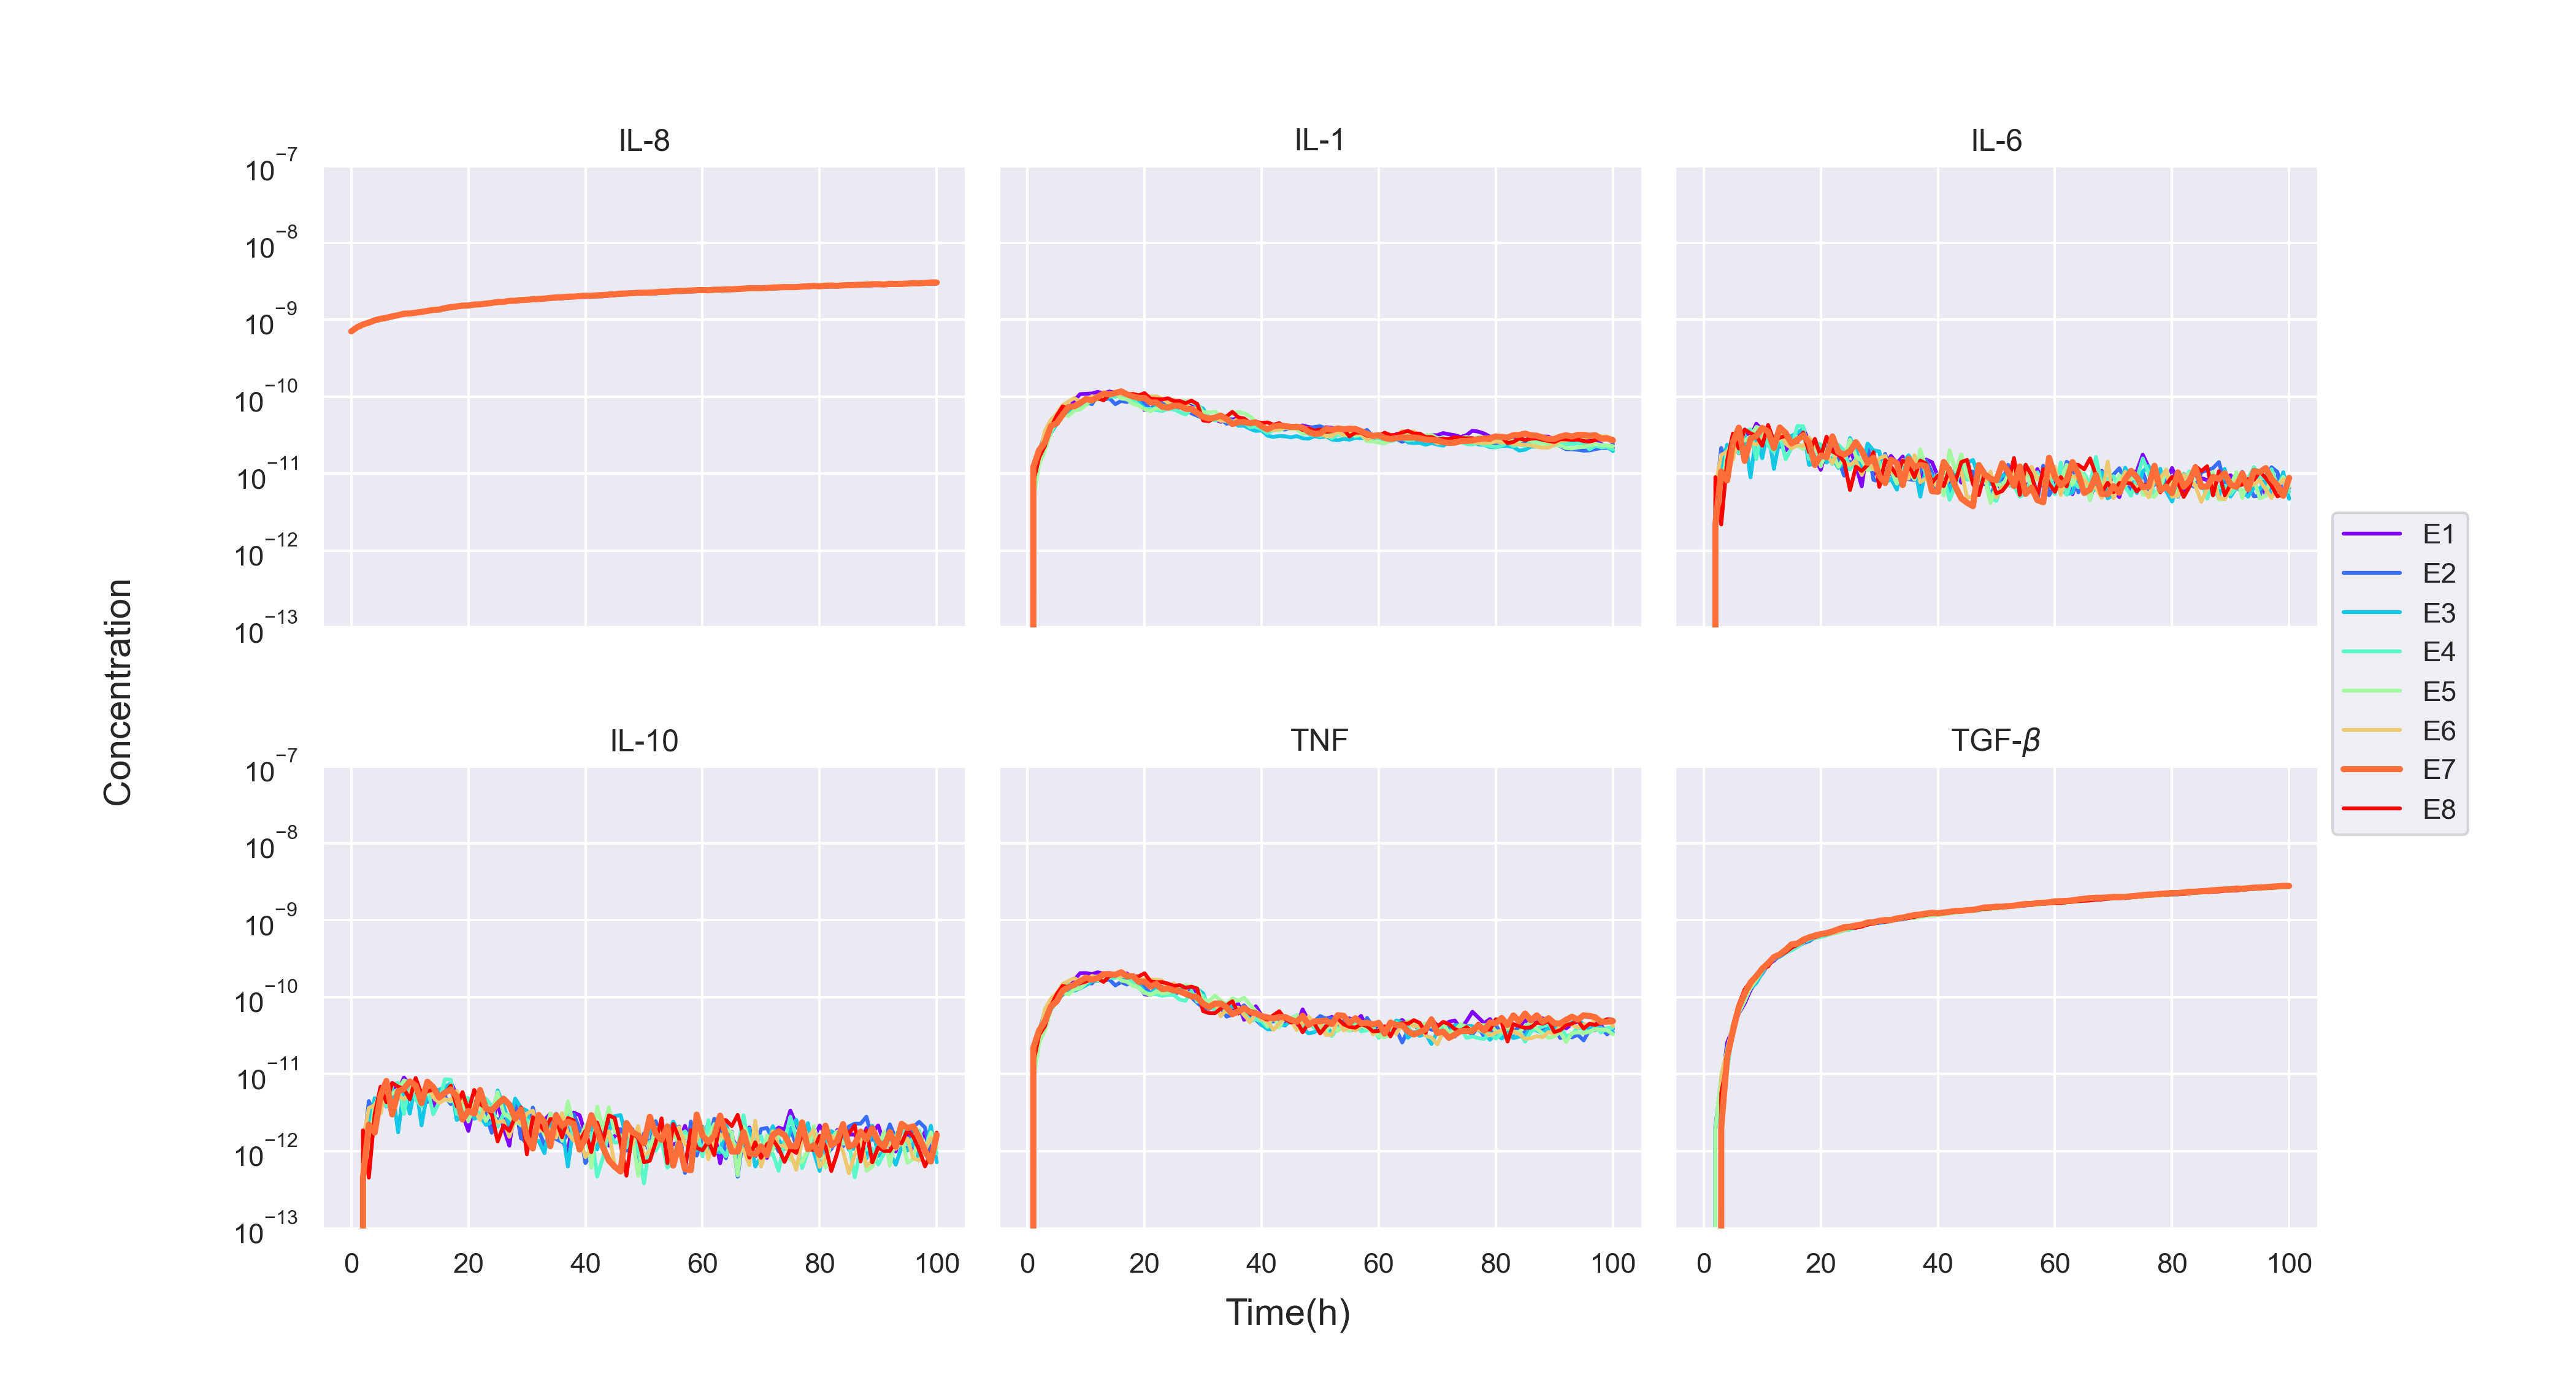 IL-8 IL-1 IL-6
10⁻⁷
10⁻⁸
10⁻⁹
10⁻¹⁰
10⁻¹¹
10⁻¹²
10⁻¹³
Concentration
E1
E2
E3
E4
E5
E6
E7
E8
IL-10 TNF TGF-β
10⁻⁷
10⁻⁸
10⁻⁹
10⁻¹⁰
10⁻¹¹
10⁻¹²
10⁻¹³
0 20 40 60 80 100 0 20 40 60 80 100 0 20 40 60 80 100
Time(h)